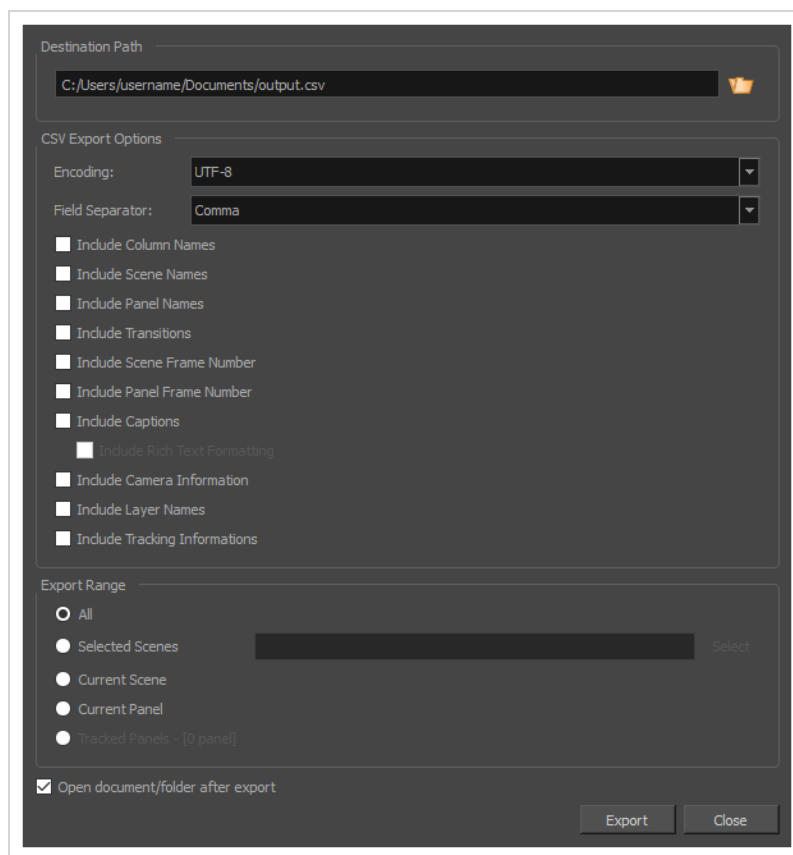 Destination Path
C:/Users/username/Documents/output.csv
CSV Export Options
Encoding: UTF-8
Field Separator: Comma
Include Column Names
Include Scene Names
Include Panel Names
Include Transitions
Include Scene Frame Number
Include Panel Frame Number
Include Captions
Include Rich Text Formatting
Include Camera Information
Include Layer Names
Include Tracking Informations
Export Range
All
Selected Scenes Select
Current Scene
Current Panel
Tracked Panels - [0 panel]
Open document/folder after export
Export Close